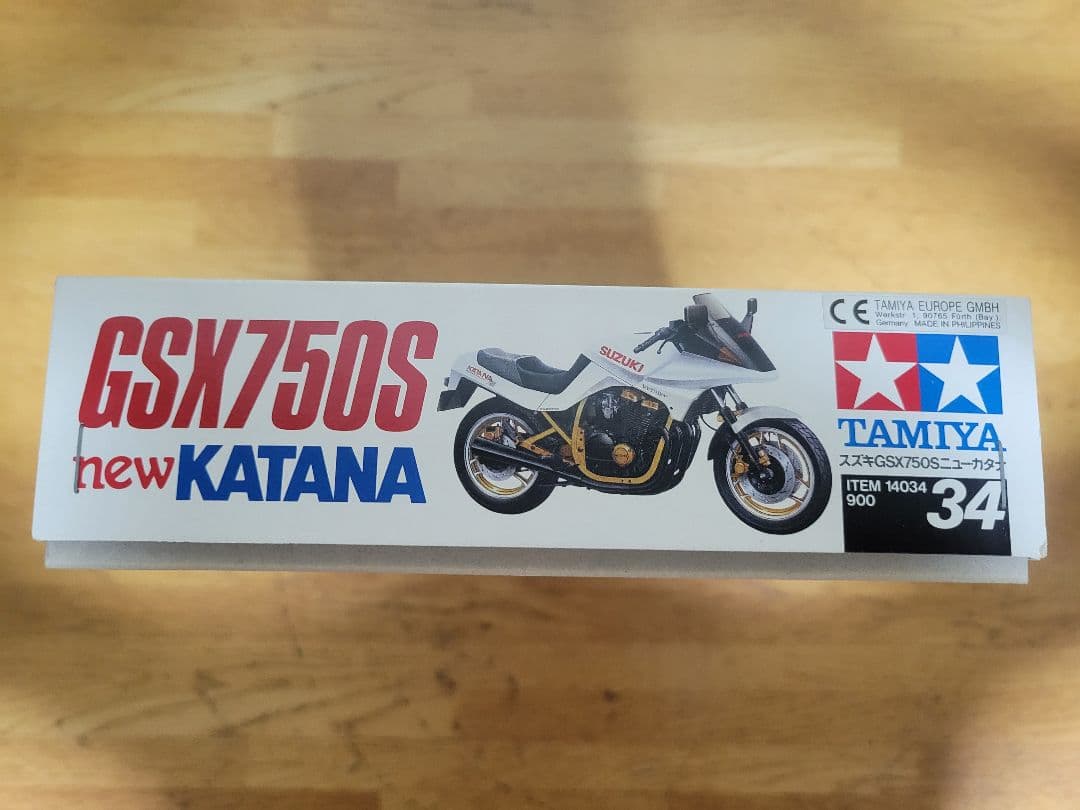 GSX750S
new KATANA
SUZUKI
KATANA
CE TAMIYA EUROPE GMBH
Werkstr. 1, 90765 Fürth (Bay).
Germany MADE IN PHILIPPINES
TAMIYA
スズキGSX750Sニューカタナ
ITEM 14034
900
34